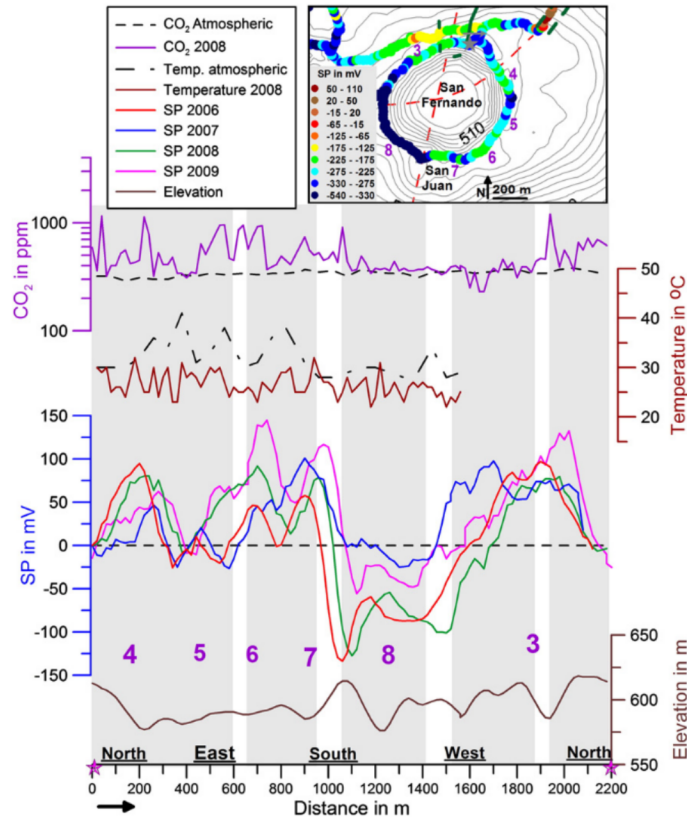 CO2 Atmospheric
CO2 2008
Temp. atmospheric
Temperature 2008
SP 2006
SP 2007
SP 2008
SP 2009
Elevation
SP in mV
50 - 110
20 - 50
-15 - 20
-65 - -15
-125 - -65
-175 - -125
-225 - -175
-275 - -225
-330 - -275
-540 - -330
3
4
5
6
7
8
San
Fernando
510
San
Juan
N
200 m
CO2 in ppm
1000
100
Temperature in ºC
50
40
30
20
SP in mV
150
100
50
0
-50
-100
-150
4
5
6
7
8
3
Elevation in m
650
600
550
North
East
South
West
North
0
200
400
600
800
1000
1200
1400
1600
1800
2000
2200
Distance in m